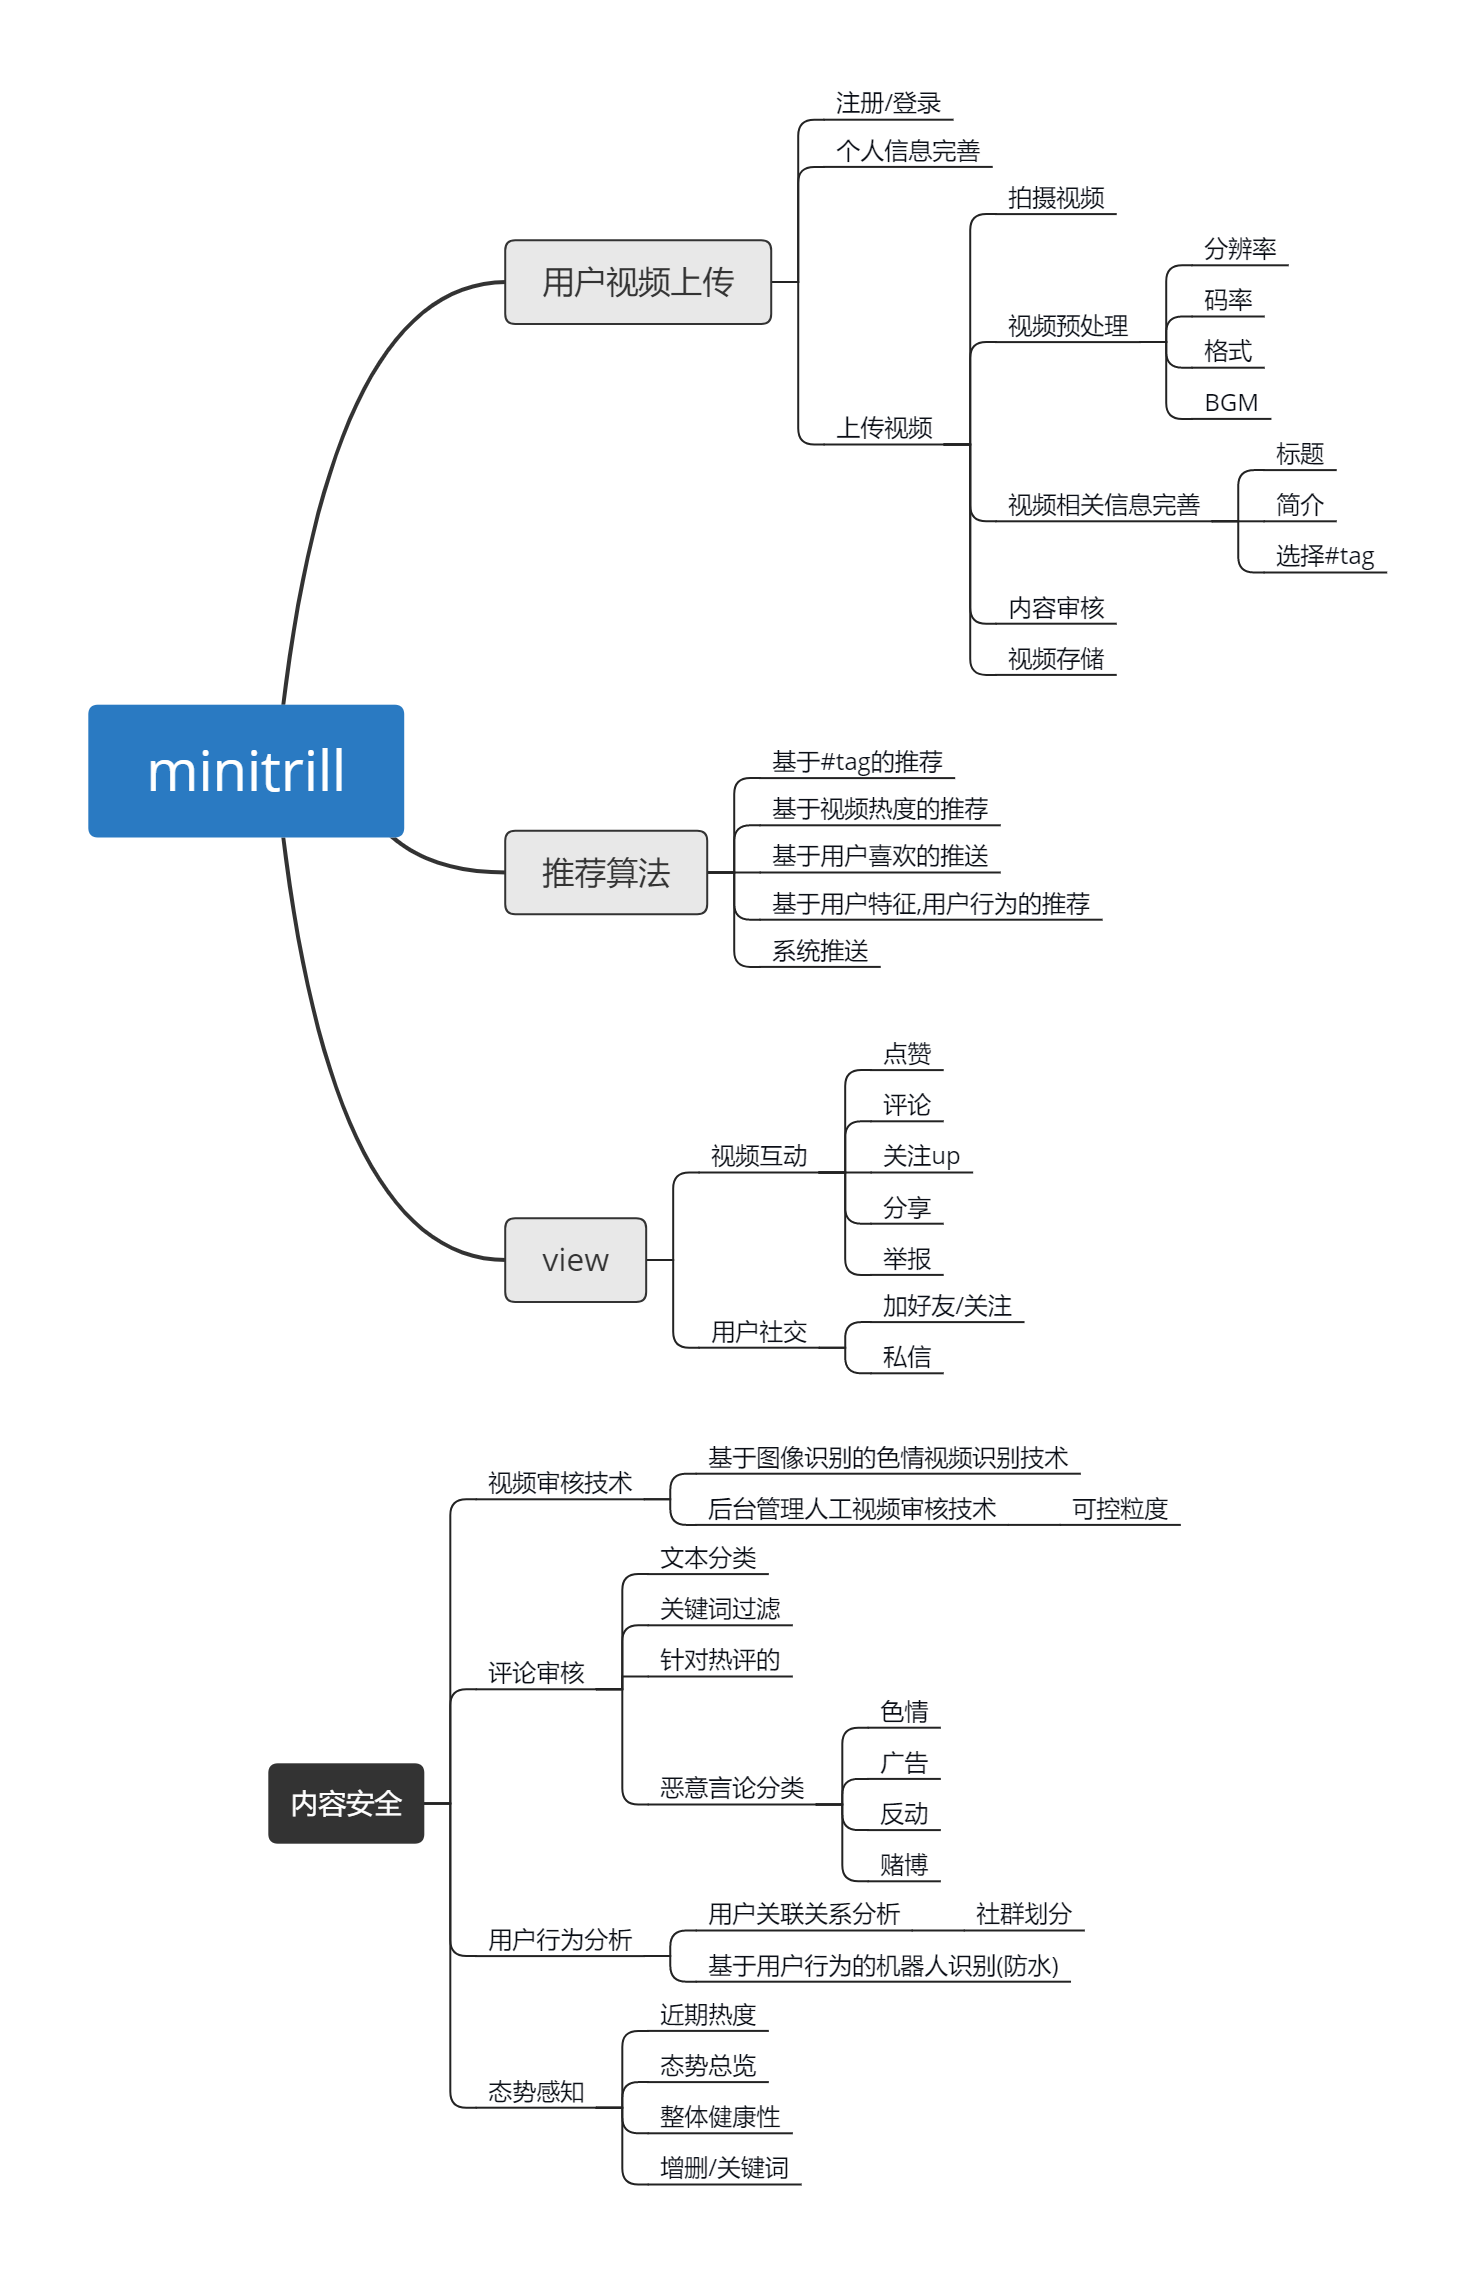 minitrill
用户视频上传
注册/登录
个人信息完善
上传视频
拍摄视频
视频预处理
分辨率
码率
格式
BGM
视频相关信息完善
标题
简介
选择#tag
内容审核
视频存储
推荐算法
基于#tag的推荐
基于视频热度的推荐
基于用户喜欢的推送
基于用户特征,用户行为的推荐
系统推送
view
视频互动
点赞
评论
关注up
分享
举报
用户社交
加好友/关注
私信
内容安全
视频审核技术
基于图像识别的色情视频识别技术
后台管理人工视频审核技术
可控粒度
评论审核
文本分类
关键词过滤
针对热评的
恶意言论分类
色情
广告
反动
赌博
用户行为分析
用户关联关系分析
社群划分
基于用户行为的机器人识别(防水)
态势感知
近期热度
态势总览
整体健康性
增删/关键词